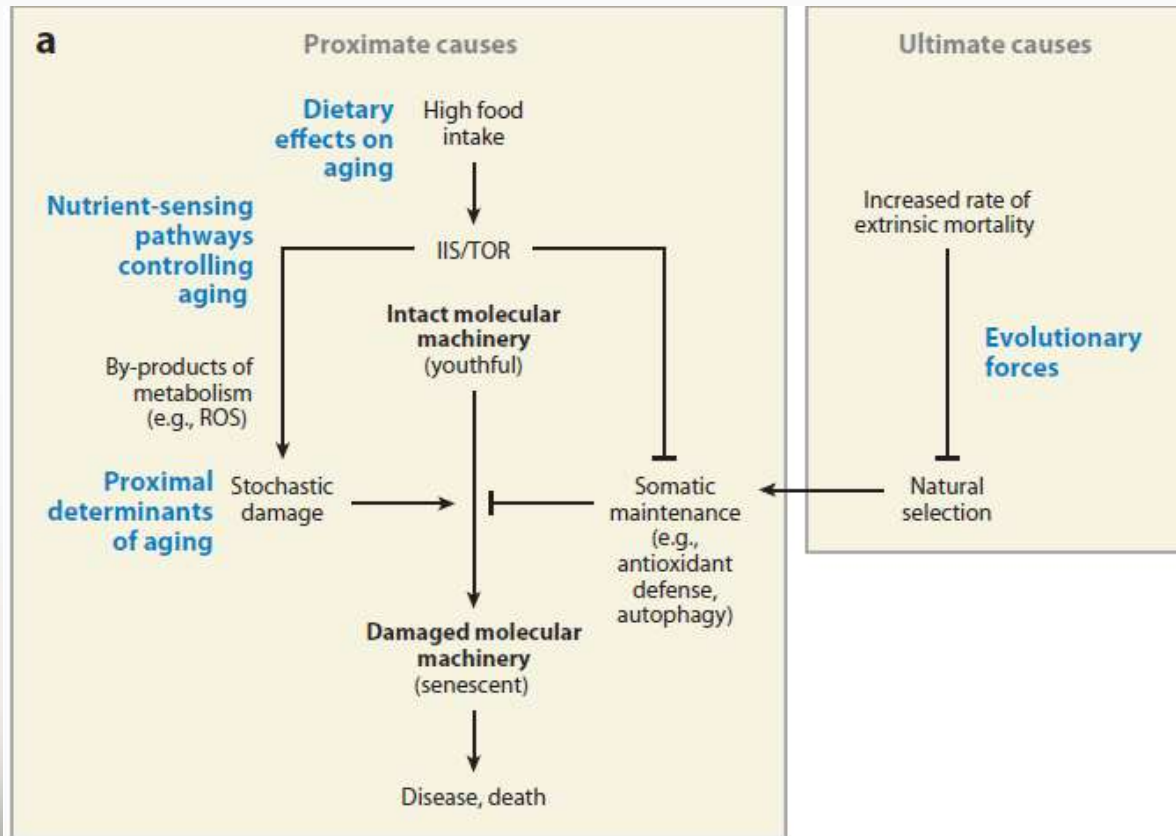 a
Proximate causes
Dietary
effects on
aging
High food
intake
Nutrient-sensing
pathways
controlling
aging
IIS/TOR
Intact molecular
machinery
(youthful)
By-products of
metabolism
(e.g., ROS)
Proximal
determinants
of aging
Stochastic
damage
Somatic
maintenance
(e.g.,
antioxidant
defense,
autophagy)
Damaged molecular
machinery
(senescent)
Disease, death
Ultimate causes
Increased rate of
extrinsic mortality
Evolutionary
forces
Natural
selection